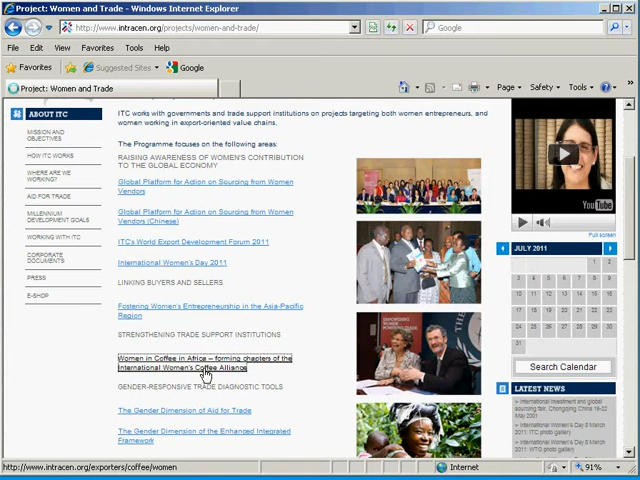 Project: Women and Trade - Windows Internet Explorer
http://www.intracen.org/projects/women-and-trade/
Google
File Edit View Favorites Tools Help
Favorites Suggested Sites Google
Project: Women and Trade
Page Safety Tools
ABOUT ITC
MISSION AND
OBJECTIVES
HOW ITC WORKS
WHERE ARE WE
WORKING?
AID FOR TRADE
MILLENNIUM
DEVELOPMENT GOALS
WORKING WITH ITC
CORPORATE
DOCUMENTS
PRESS
E-SHOP
ITC works with governments and trade support institutions on projects targeting both women entrepreneurs, and
women working in export-oriented value chains.
The Programme focuses on the following areas:
RAISING AWARENESS OF WOMEN'S CONTRIBUTION
TO THE GLOBAL ECONOMY
Global Platform for Action on Sourcing from Women
Vendors
Global Platform for Action on Sourcing from Women
Vendors (Chinese)
ITC's World Export Development Forum 2011
International Women's Day 2011
LINKING BUYERS AND SELLERS
Fostering Women's Entrepreneurship in the Asia-Pacific
Region
STRENGTHENING TRADE SUPPORT INSTITUTIONS
Women in Coffee in Africa – forming chapters of the
International Women's Coffee Alliance
GENDER-RESPONSIVE TRADE DIAGNOSTIC TOOLS
The Gender Dimension of Aid for Trade
The Gender Dimension of the Enhanced Integrated
Framework
YouTube
Full screen
JULY 2011
1 2
3 4 5 6 7 8 9
10 11 12 13 14 15 16
17 18 19 20 21 22 23
24 25 26 27 28 29 30
31
Search Calendar
LATEST NEWS
International investment and global
sourcing fair, Chongqing China 19-22
May 2001
International Women's Day 8 March
2011: ITC photo gallery
International Women's Day 8 March
2011: WTO photo gallery
http://www.intracen.org/exporters/coffee/women
Internet
91%